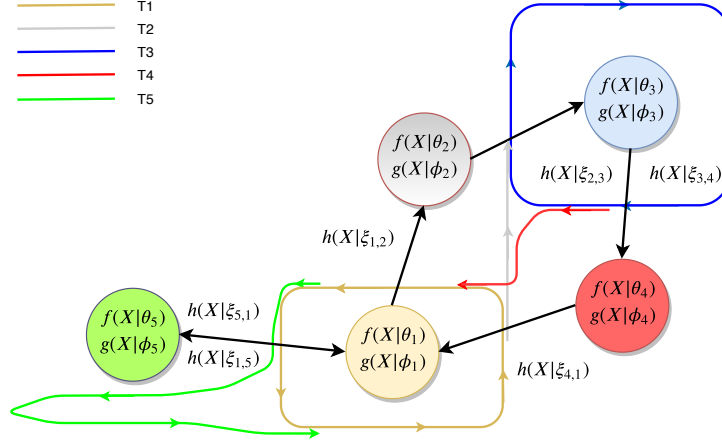 T1
T2
T3
T4
T5
f(X|θ₃)
g(X|ϕ₃)
f(X|θ₂)
g(X|ϕ₂)
h(X|ξ₂,₃)
h(X|ξ₃,₄)
h(X|ξ₁,₂)
f(X|θ₄)
g(X|ϕ₄)
h(X|ξ₅,₁)
f(X|θ₅)
g(X|ϕ₅)
h(X|ξ₁,₅)
f(X|θ₁)
g(X|ϕ₁)
h(X|ξ₄,₁)